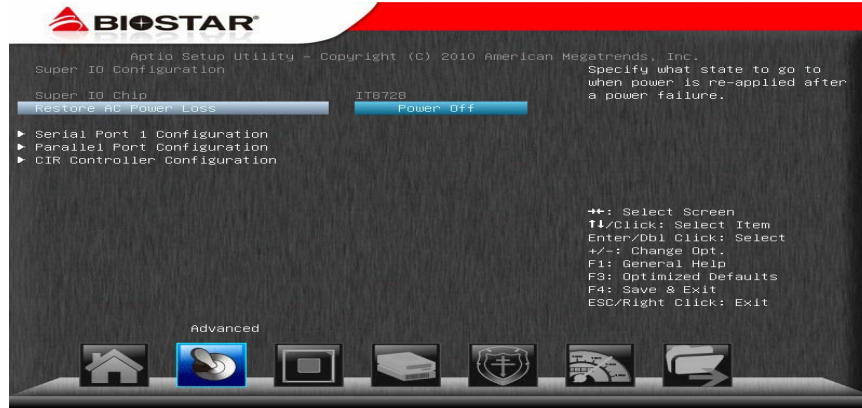 BIOSTAR®
Aptio Setup Utility - Copyright (C) 2010 American Megatrends, Inc.
Super IO Configuration
Super IO Chip IT8728
Restore AC Power Loss Power Off
► Serial Port 1 Configuration
► Parallel Port Configuration
► CIR Controller Configuration
Specify what state to go to
when power is re-applied after
a power failure.
→←: Select Screen
↑↓/Click: Select Item
Enter/Dbl Click: Select
+/-: Change Opt.
F1: General Help
F3: Optimized Defaults
F4: Save & Exit
ESC/Right Click: Exit
Advanced